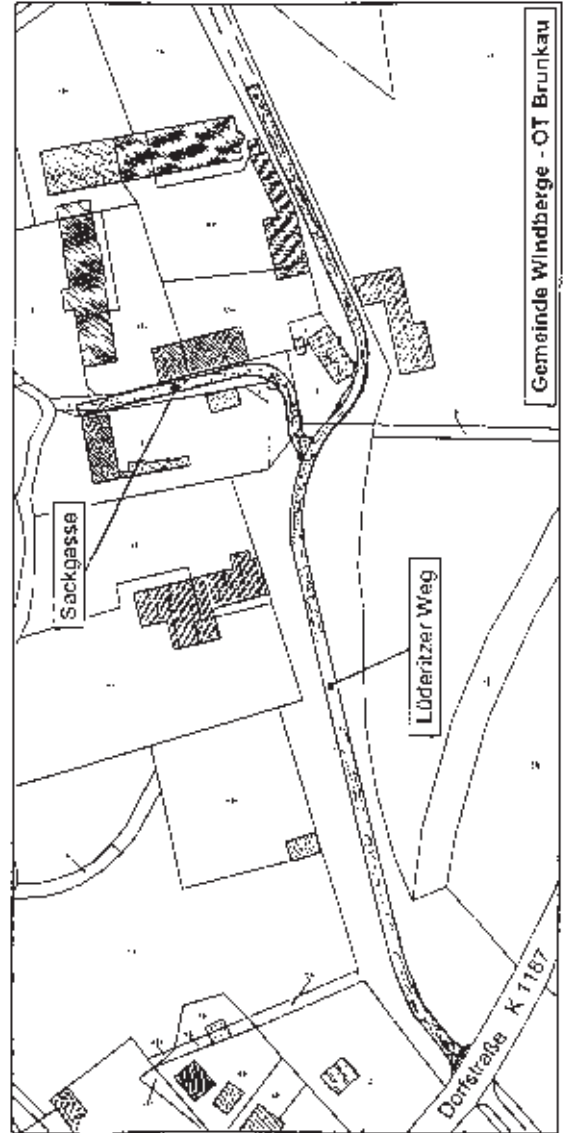 Gemeinde Windberge - OT Brunkau
Sackgasse
Lüderitzer Weg
Dorfstraße K 1187